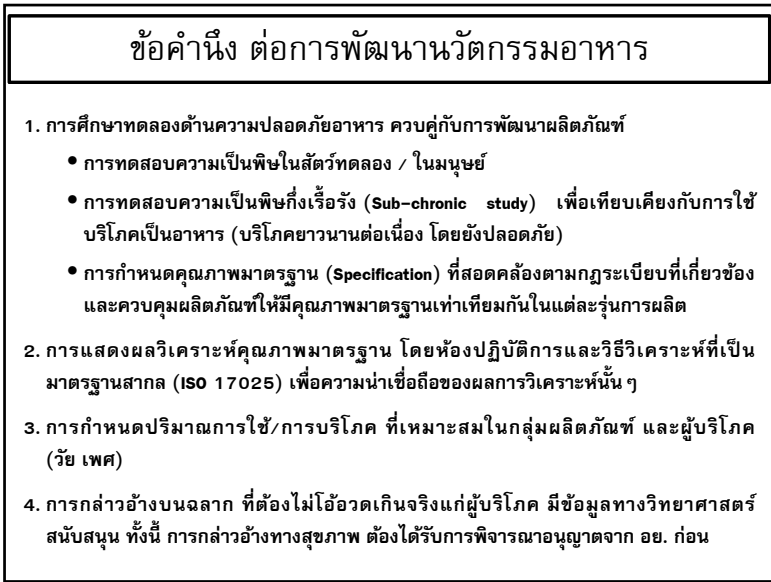 ข้อคำนึง ต่อการพัฒนานวัตกรรมอาหาร
1. การศึกษาทดลองด้านความปลอดภัยอาหาร ควบคู่กับการพัฒนาผลิตภัณฑ์
• การทดสอบความเป็นพิษในสัตว์ทดลอง / ในมนุษย์
• การทดสอบความเป็นพิษกึ่งเรื้อรัง (Sub-chronic study) เพื่อเทียบเคียงกับการใช้
บริโภคเป็นอาหาร (บริโภคยาวนานต่อเนื่อง โดยยังปลอดภัย)
• การกำหนดคุณภาพมาตรฐาน (Specification) ที่สอดคล้องตามกฎระเบียบที่เกี่ยวข้อง
และควบคุมผลิตภัณฑ์ให้มีคุณภาพมาตรฐานเท่าเทียมกันในแต่ละรุ่นการผลิต
2. การแสดงผลวิเคราะห์คุณภาพมาตรฐาน โดยห้องปฏิบัติการและวิธีวิเคราะห์ที่เป็น
มาตรฐานสากล (ISO 17025) เพื่อความน่าเชื่อถือของผลการวิเคราะห์นั้น ๆ
3. การกำหนดปริมาณการใช้/การบริโภค ที่เหมาะสมในกลุ่มผลิตภัณฑ์ และผู้บริโภค
(วัย เพศ)
4. การกล่าวอ้างบนฉลาก ที่ต้องไม่โอ้อวดเกินจริงแก่ผู้บริโภค มีข้อมูลทางวิทยาศาสตร์
สนับสนุน ทั้งนี้ การกล่าวอ้างทางสุขภาพ ต้องได้รับการพิจารณาอนุญาตจาก อย. ก่อน